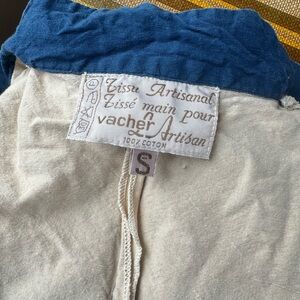 Tissu Artisanal
Tissé main pour
vacher Artisan
100% COTON
S